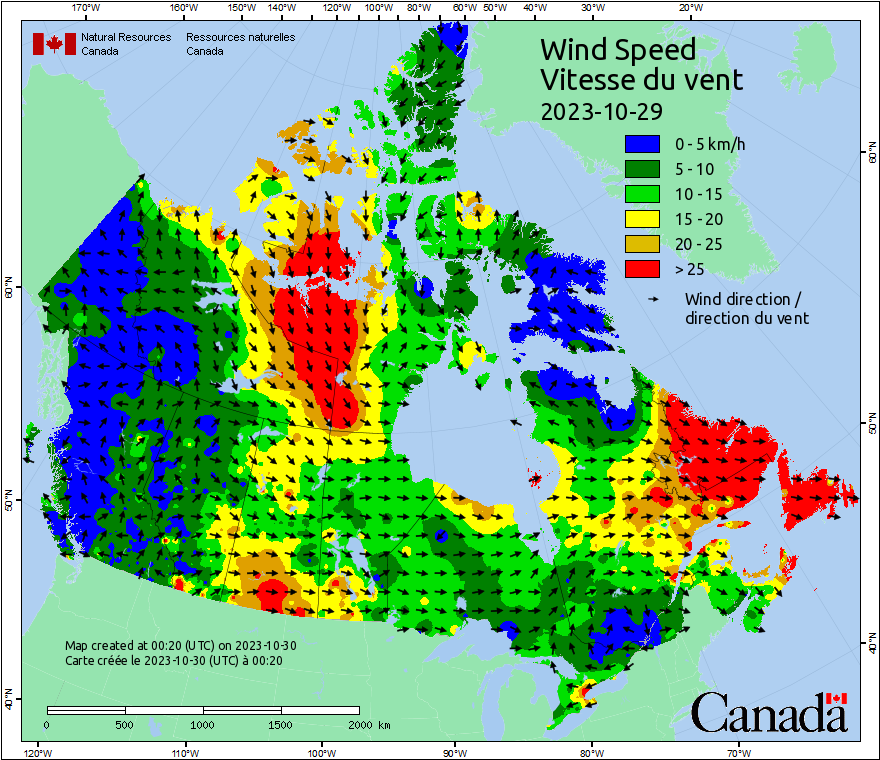 170°W 160°W 150°W 140°W 120°W 100°W 80°W 60°W 50°W 40°W 30°W 20°W
Natural Resources Ressources naturelles
Canada Canada
Wind Speed
Vitesse du vent
2023-10-29
0 - 5 km/h
5 - 10
10 - 15
15 - 20
20 - 25
> 25
Wind direction /
direction du vent
60°N 60°N
50°N 50°N
40°N 40°N
Map created at 00:20 (UTC) on 2023-10-30
Carte créée le 2023-10-30 (UTC) à 00:20
0 500 1000 1500 2000 km
Canada
120°W 110°W 100°W 90°W 80°W 70°W